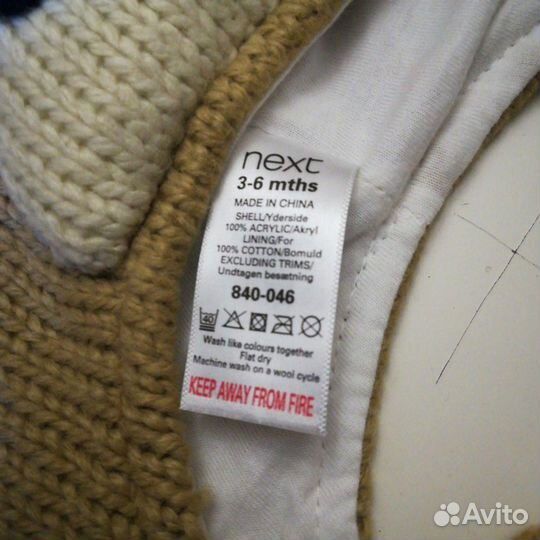 next
3-6 mths
MADE IN CHINA
SHELL/Yderside
100% ACRYLIC/Akryl
LINING/For
100% COTTON/Bomuld
EXCLUDING TRIMS/
Undtagen besætning
840-046
40
Wash like colours together
Flat dry
Machine wash on a wool cycle
KEEP AWAY FROM FIRE
Avito